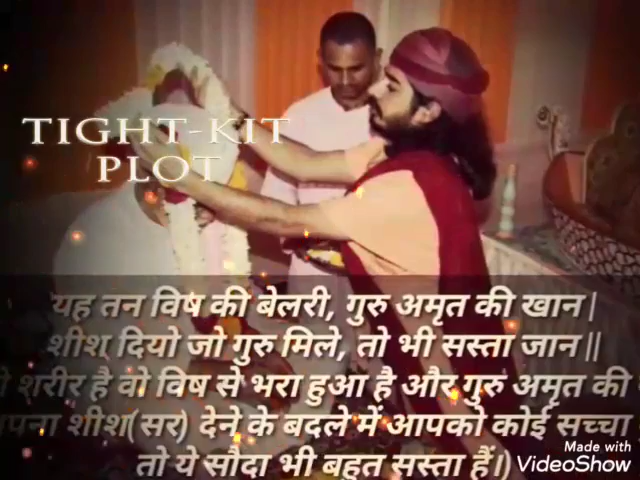 TIGHT-KIT
PLOT
यह तन विष की बेलरी, गुरु अमृत की खान|
शीश् दियो जो गुरु मिले, तो भी सस्ता जान||
शरीर है वो विष से भरा हुआ है और गुरु अमृत की
शीश(सर) देने के बदले में आपको कोई सच्चा
तो ये सौदा भी बहुत सस्ता हैं।)
Made with
VideoShow